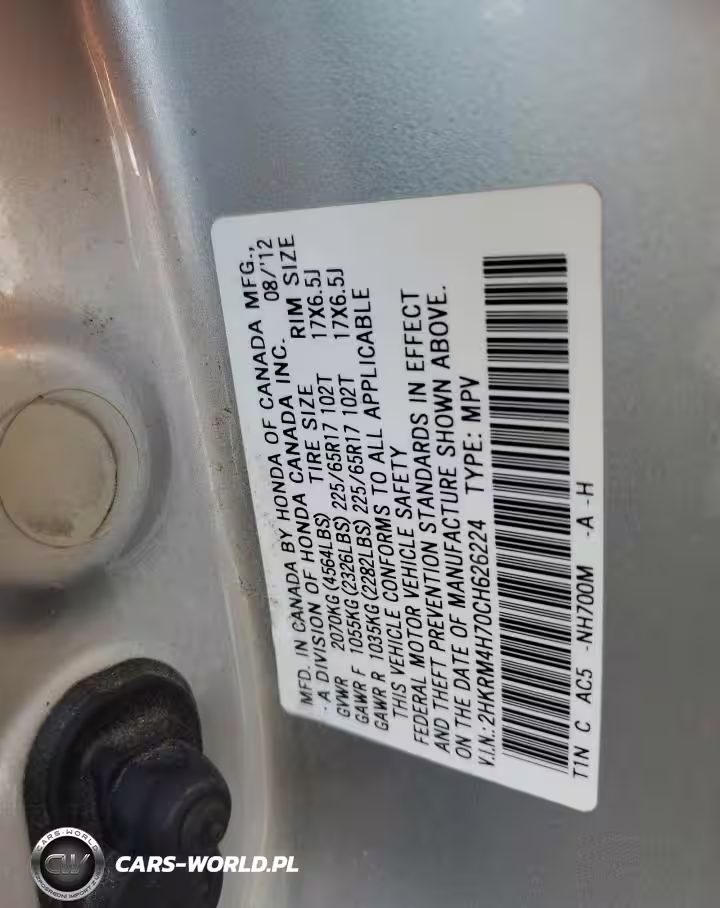 MFD. IN CANADA BY HONDA OF CANADA MFG.,
- A DIVISION OF HONDA CANADA INC. 08/'12
TIRE SIZE RIM SIZE
GVWR 2070KG (4564LBS)
GAWR F 1055KG (2326LBS) 225/65R17 102T 17X6.5J
GAWR R 1035KG (2282LBS) 225/65R17 102T 17X6.5J
THIS VEHICLE CONFORMS TO ALL APPLICABLE
FEDERAL MOTOR VEHICLE SAFETY
AND THEFT PREVENTION STANDARDS IN EFFECT
ON THE DATE OF MANUFACTURE SHOWN ABOVE.
V.I.N.: 2HKRM4H70CH626224 TYPE: MPV
T1N C AC5 -NH700M -A -H
CARS-WORLD
CW
CARS-WORLD.PL